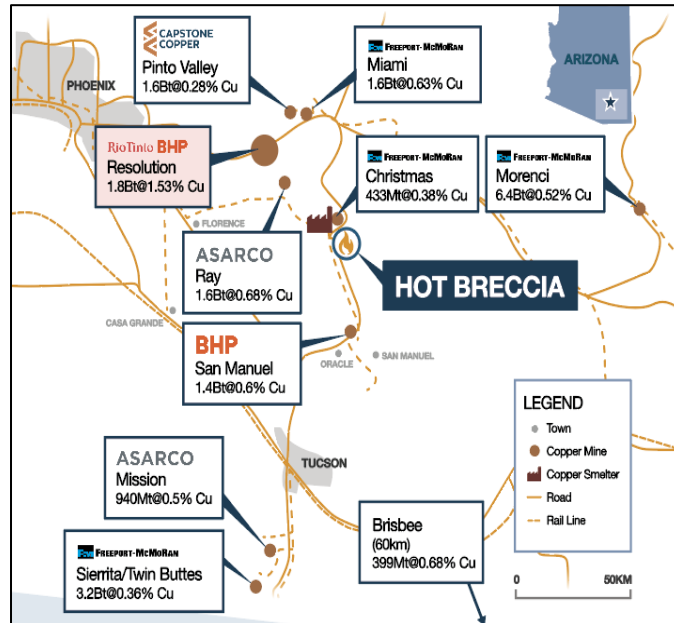 CAPSTONE
COPPER
Pinto Valley
1.6Bt@0.28% Cu
FREEPORT-McMoRAN
Miami
1.6Bt@0.63% Cu
ARIZONA
PHOENIX
RioTinto BHP
Resolution
1.8Bt@1.53% Cu
FREEPORT-McMoRAN
Christmas
433Mt@0.38% Cu
FREEPORT-McMoRAN
Morenci
6.4Bt@0.52% Cu
FLORENCE
ASARCO
Ray
1.6Bt@0.68% Cu
HOT BRECCIA
CASA GRANDE
BHP
San Manuel
1.4Bt@0.6% Cu
ORACLE
SAN MANUEL
LEGEND
Town
Copper Mine
Copper Smelter
Road
Rail Line
ASARCO
Mission
940Mt@0.5% Cu
TUCSON
FREEPORT-McMoRAN
Sierrita/Twin Buttes
3.2Bt@0.36% Cu
Brisbee
(60km)
399Mt@0.68% Cu
0 50KM